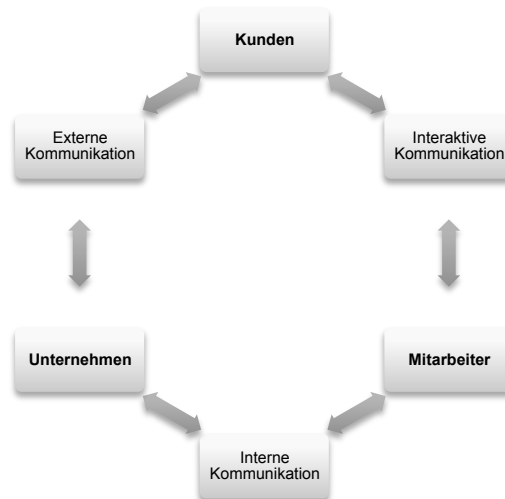 Kunden
Externe
Kommunikation
Interaktive
Kommunikation
Unternehmen
Mitarbeiter
Interne
Kommunikation